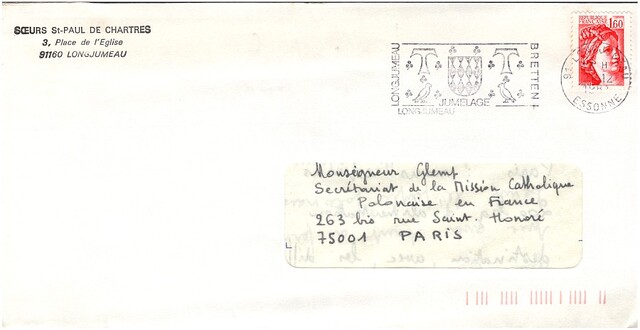 SŒURS St-PAUL DE CHARTRES
3, Place de l'Eglise
91160 LONGJUMEAU
LONGJUMEAU
BRETTEN
JUMELAGE
LONGJUMEAU
1,60
ESSONNE
Monseigneur Glemp
Secrétariat de la Mission Catholique
Polonaise en France
263 bis rue Saint-Honoré
75001 PARIS